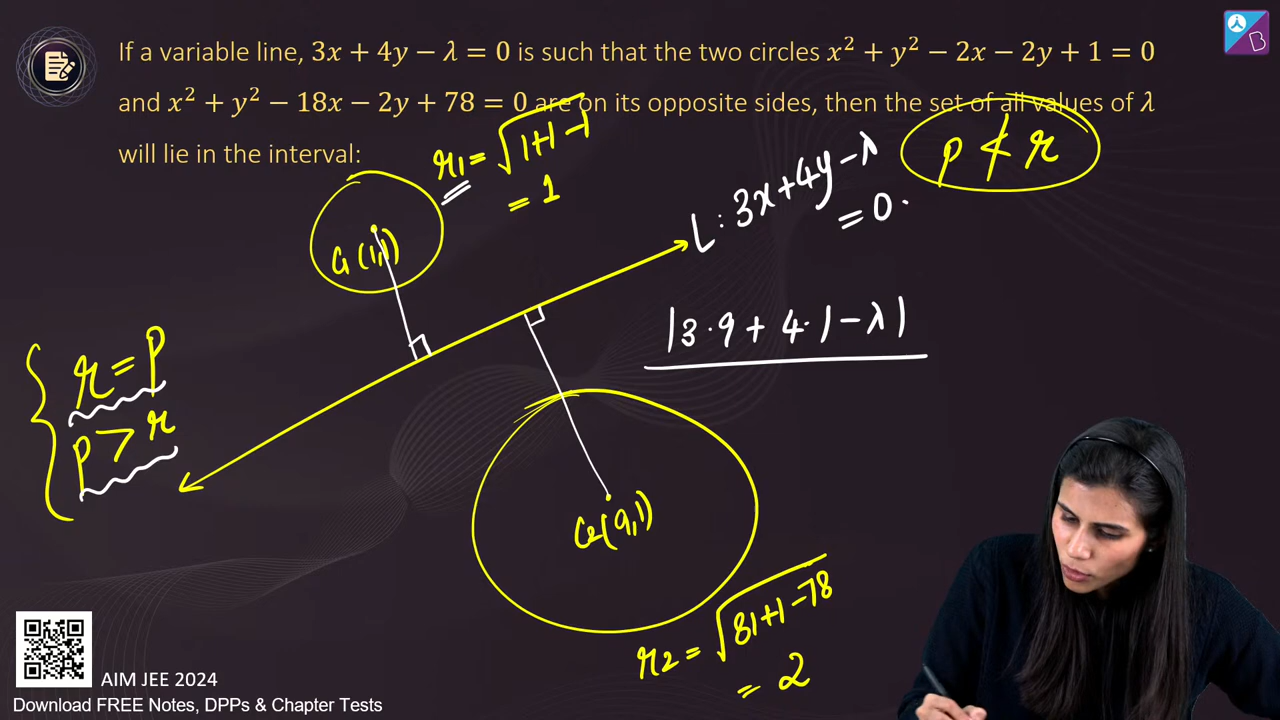 If a variable line, 3x + 4y − λ = 0 is such that the two circles x² + y² − 2x − 2y + 1 = 0
and x² + y² − 18x − 2y + 78 = 0 are on its opposite sides, then the set of all values of λ
will lie in the interval:
r₁ = √1+1−1
= 1
p ≮ r
L : 3x+4y−λ
= 0.
C₁(1,1)
|3·9 + 4·1 − λ|
r = p
p > r
C₂(9,1)
r₂ = √81+1−78
= 2
AIM JEE 2024
Download FREE Notes, DPPs & Chapter Tests
B